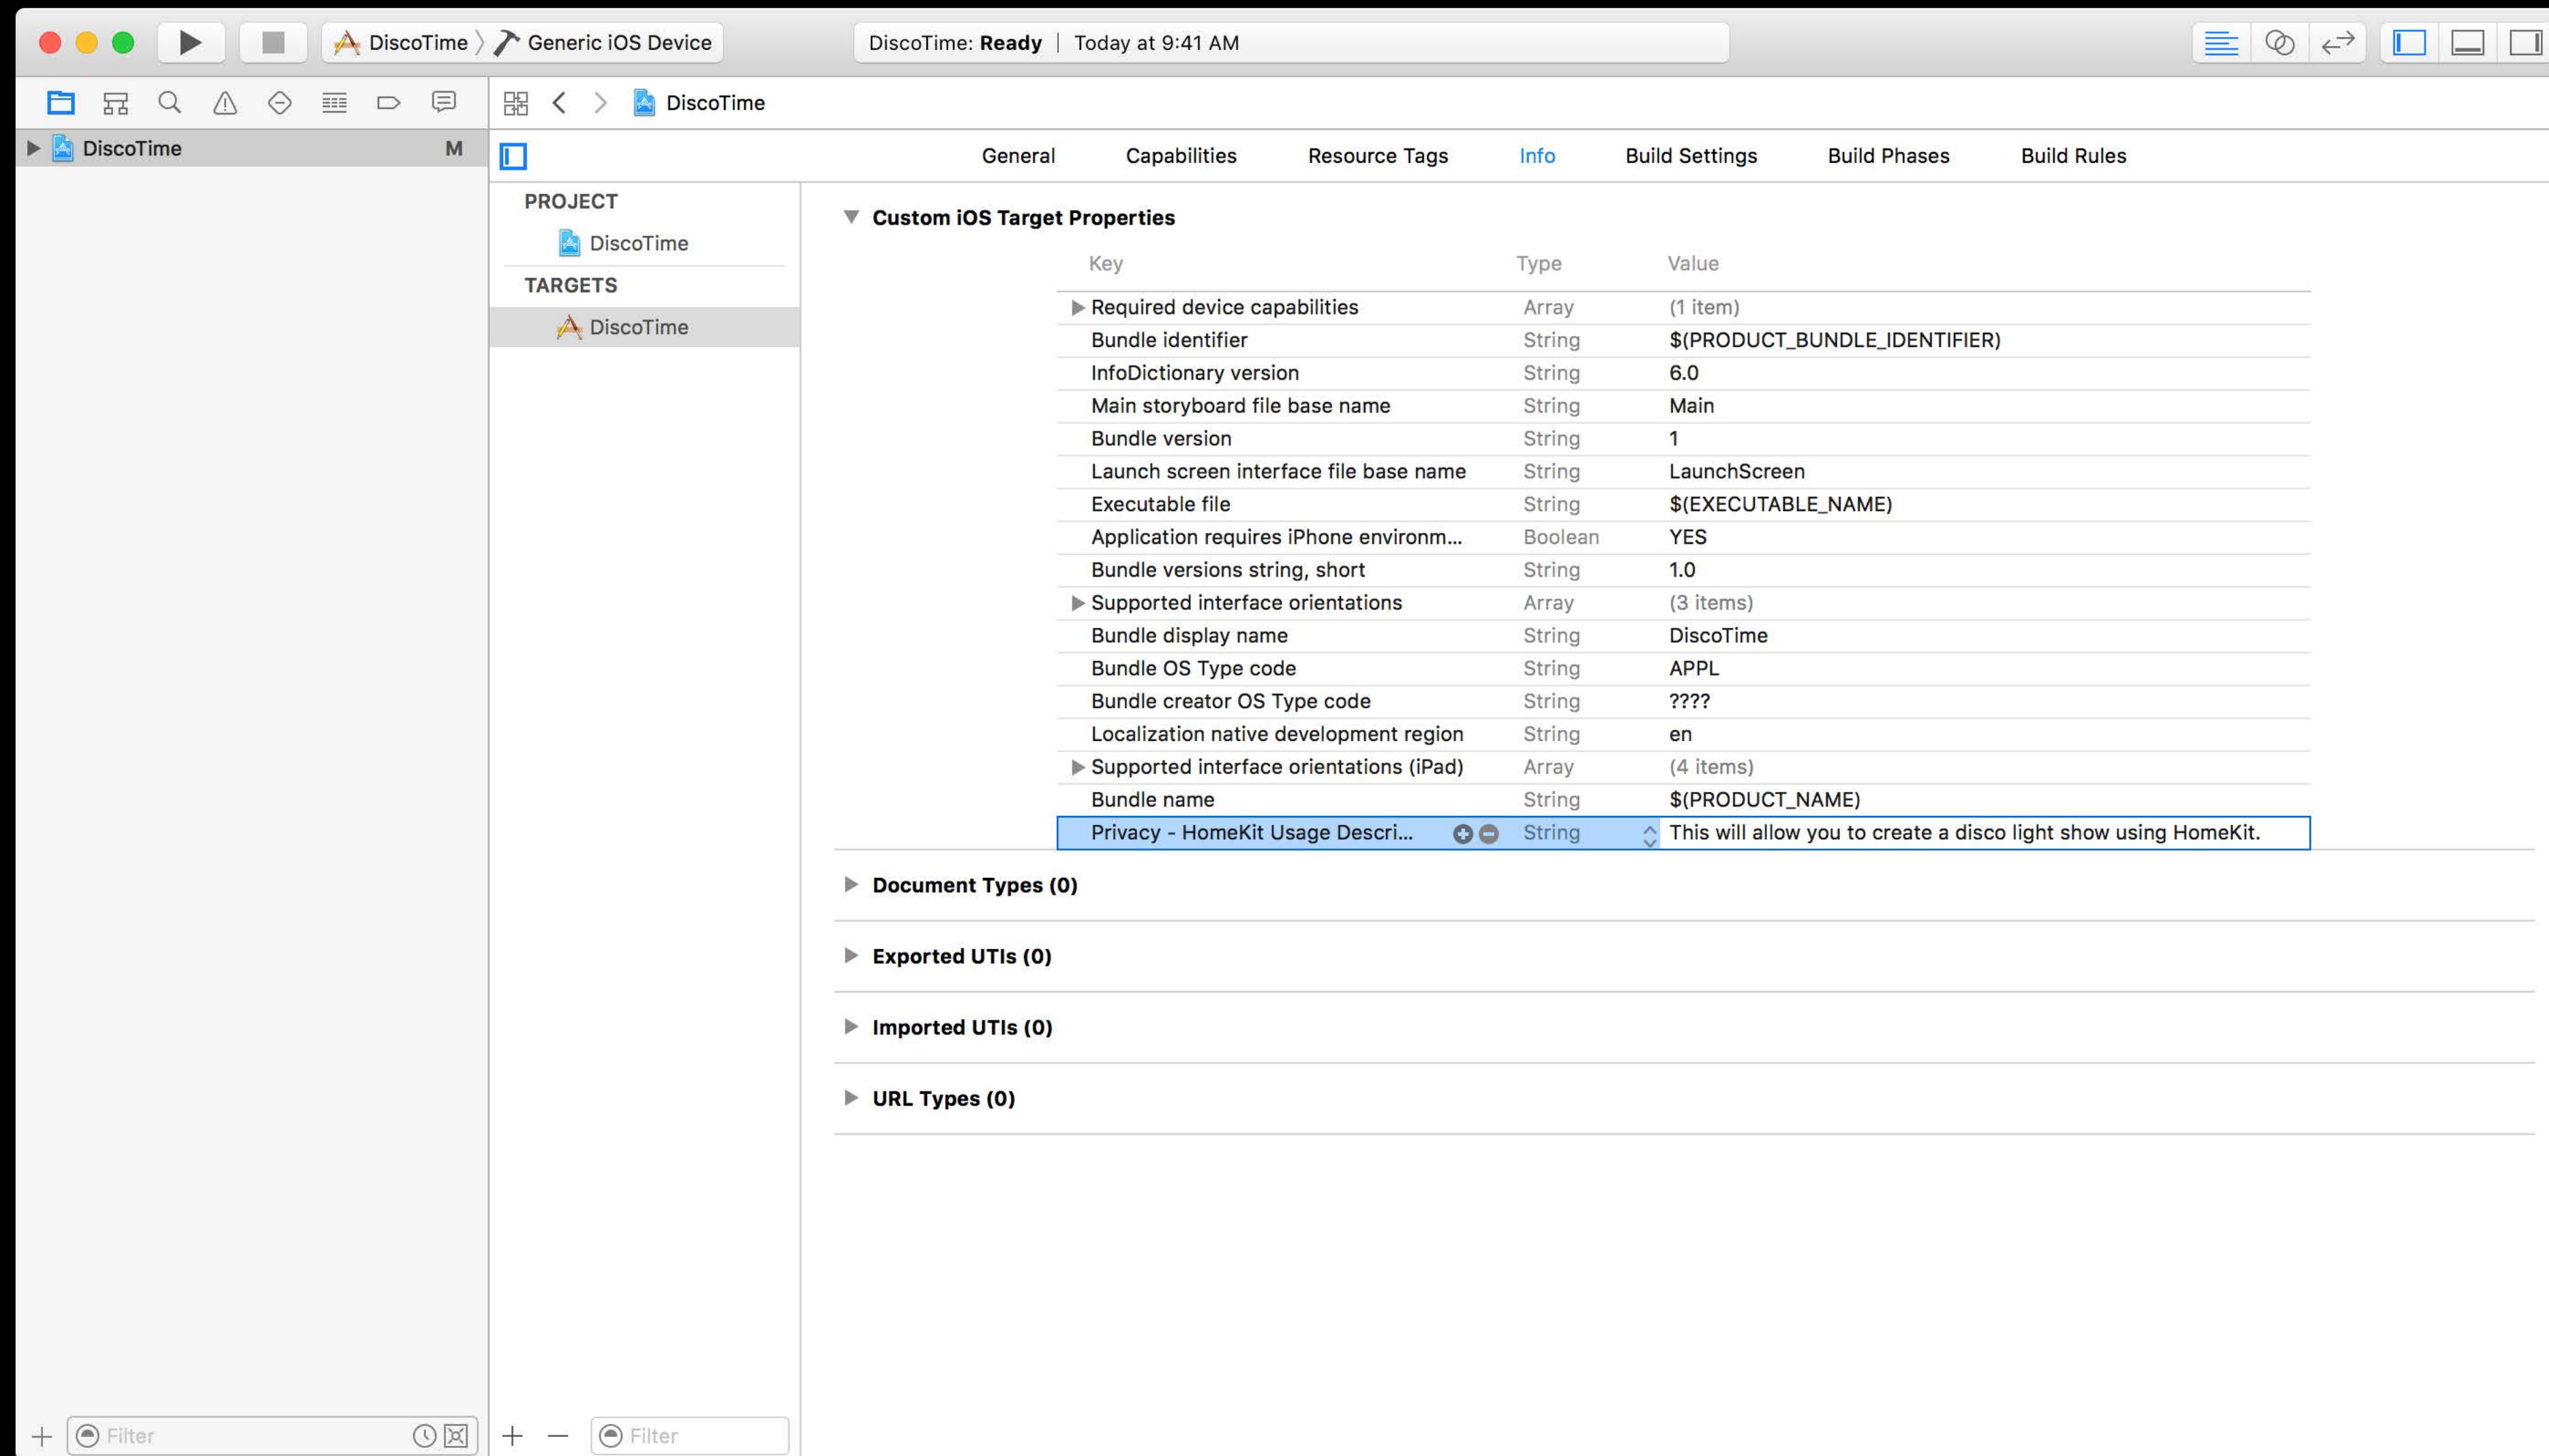 DiscoTime Generic iOS Device DiscoTime: Ready Today at 9:41 AM
DiscoTime
DiscoTime M
General Capabilities Resource Tags Info Build Settings Build Phases Build Rules
PROJECT
DiscoTime
TARGETS
DiscoTime
Custom iOS Target Properties
Key Type Value
Required device capabilities Array (1 item)
Bundle identifier String $(PRODUCT_BUNDLE_IDENTIFIER)
InfoDictionary version String 6.0
Main storyboard file base name String Main
Bundle version String 1
Launch screen interface file base name String LaunchScreen
Executable file String $(EXECUTABLE_NAME)
Application requires iPhone environm... Boolean YES
Bundle versions string, short String 1.0
Supported interface orientations Array (3 items)
Bundle display name String DiscoTime
Bundle OS Type code String APPL
Bundle creator OS Type code String ????
Localization native development region String en
Supported interface orientations (iPad) Array (4 items)
Bundle name String $(PRODUCT_NAME)
Privacy - HomeKit Usage Descri... String This will allow you to create a disco light show using HomeKit.
Document Types (0)
Exported UTIs (0)
Imported UTIs (0)
URL Types (0)
Filter Filter